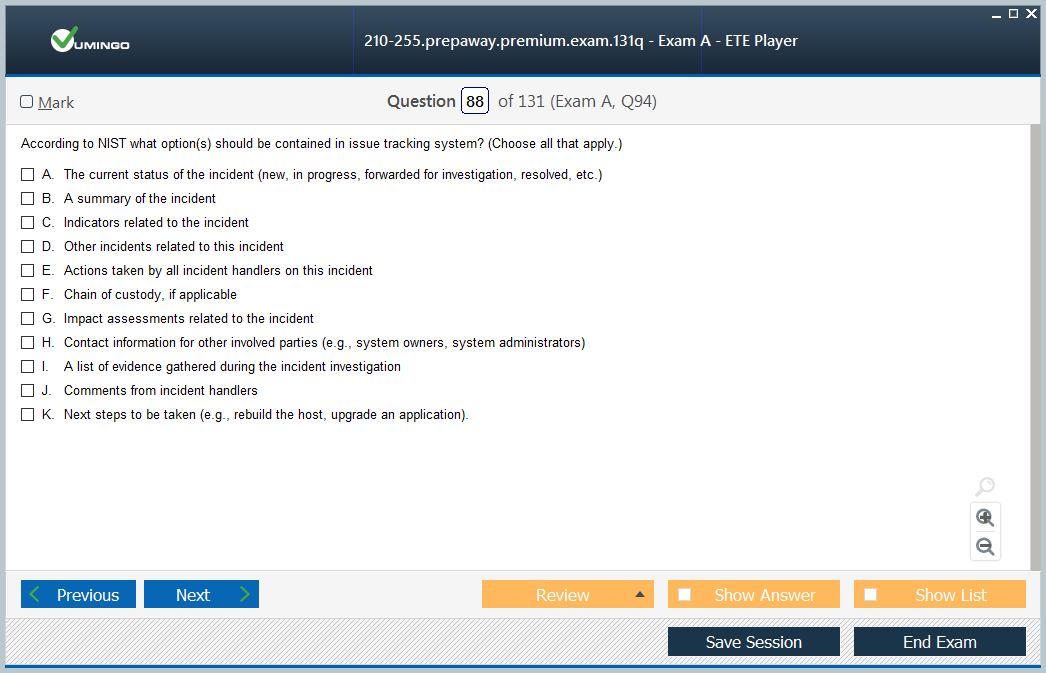 VUMINGO
210-255.prepaway.premium.exam.131q - Exam A - ETE Player
Mark
Question 88 of 131 (Exam A, Q94)
According to NIST what option(s) should be contained in issue tracking system? (Choose all that apply.)
A. The current status of the incident (new, in progress, forwarded for investigation, resolved, etc.)
B. A summary of the incident
C. Indicators related to the incident
D. Other incidents related to this incident
E. Actions taken by all incident handlers on this incident
F. Chain of custody, if applicable
G. Impact assessments related to the incident
H. Contact information for other involved parties (e.g., system owners, system administrators)
I. A list of evidence gathered during the incident investigation
J. Comments from incident handlers
K. Next steps to be taken (e.g., rebuild the host, upgrade an application).
Previous Next Review Show Answer Show List
Save Session End Exam